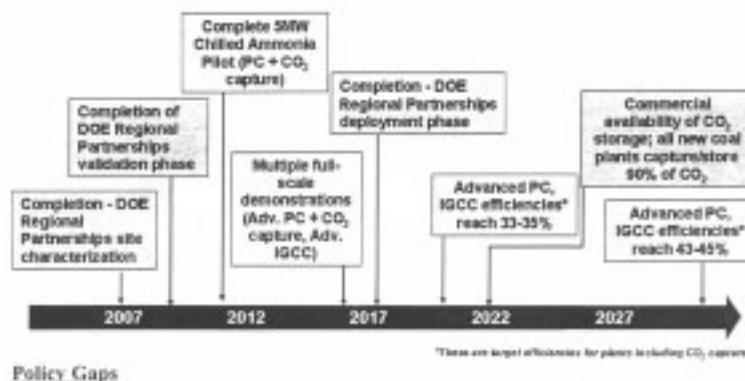 Complete 5MW
Chilled Ammonia
Pilot (PC + CO2
capture)
Completion - DOE
Regional Partnerships
deployment phase
Commercial
availability of CO2
storage; all new coal
plants capture/store
90% of CO2
Completion of
DOE Regional
Partnerships
validation phase
Multiple full-
scale
demonstrations
(Adv. PC + CO2
capture, Adv.
IGCC)
Advanced PC,
IGCC efficiencies*
reach 33-35%
Completion - DOE
Regional
Partnerships site
characterization
Advanced PC,
IGCC efficiencies*
reach 43-45%
2007 2012 2017 2022 2027
*These are target efficiencies for plants including CO2 capture
Policy Gaps